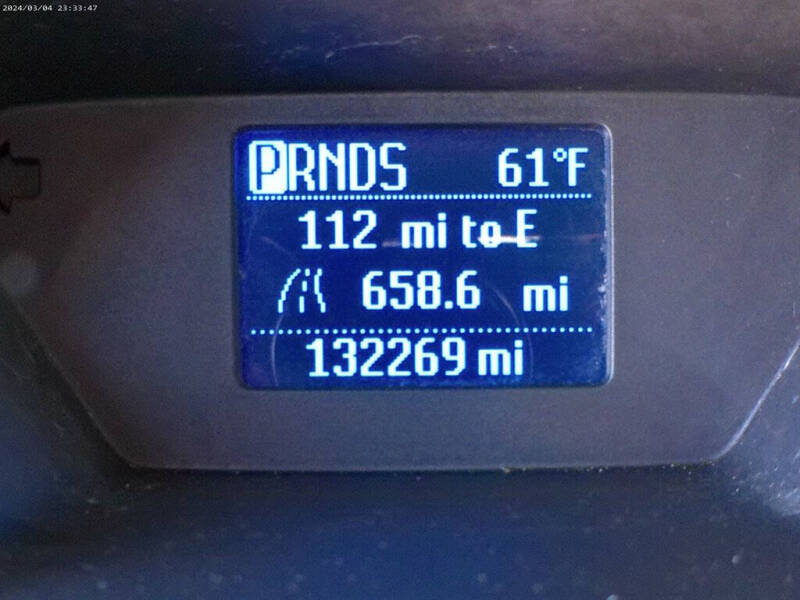 2024/03/04 23:33:47
PRNDS 61°F
112 mi to E
658.6 mi
132269 mi